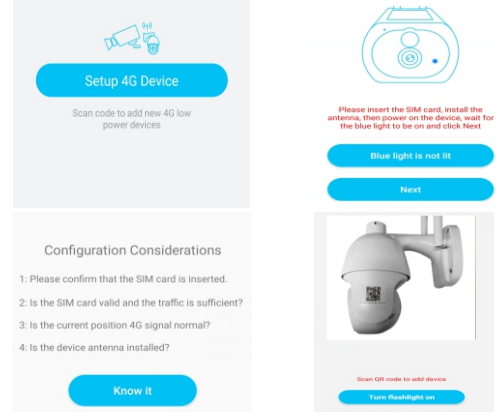 Setup 4G Device
Scan code to add new 4G low
power devices
Please insert the SIM card, install the
antenna, then power on the device, wait for
the blue light to be on and click Next
Blue light is not lit
Next
Configuration Considerations
1: Please confirm that the SIM card is inserted.
2: Is the SIM card valid and the traffic is sufficient?
3: Is the current position 4G signal normal?
4: Is the device antenna installed?
Know it
Scan QR code to add device
Turn flashlight on